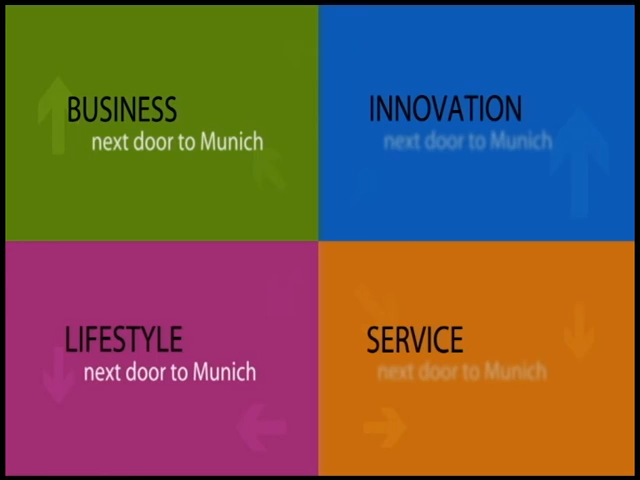 BUSINESS
next door to Munich
INNOVATION
next door to Munich
LIFESTYLE
next door to Munich
SERVICE
next door to Munich